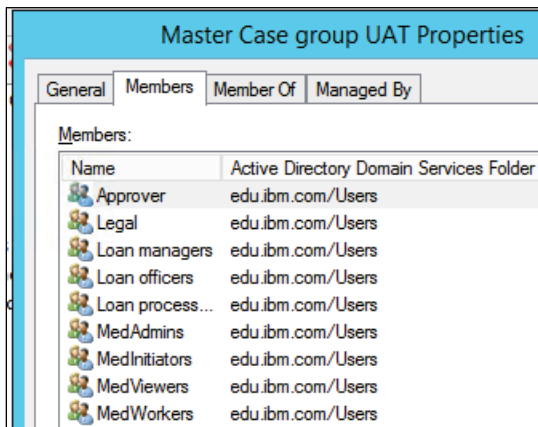 Master Case group UAT Properties
General Members Member Of Managed By
Members:
Name Active Directory Domain Services Folder
Approver edu.ibm.com/Users
Legal edu.ibm.com/Users
Loan managers edu.ibm.com/Users
Loan officers edu.ibm.com/Users
Loan process... edu.ibm.com/Users
MedAdmins edu.ibm.com/Users
MedInitiators edu.ibm.com/Users
MedViewers edu.ibm.com/Users
MedWorkers edu.ibm.com/Users